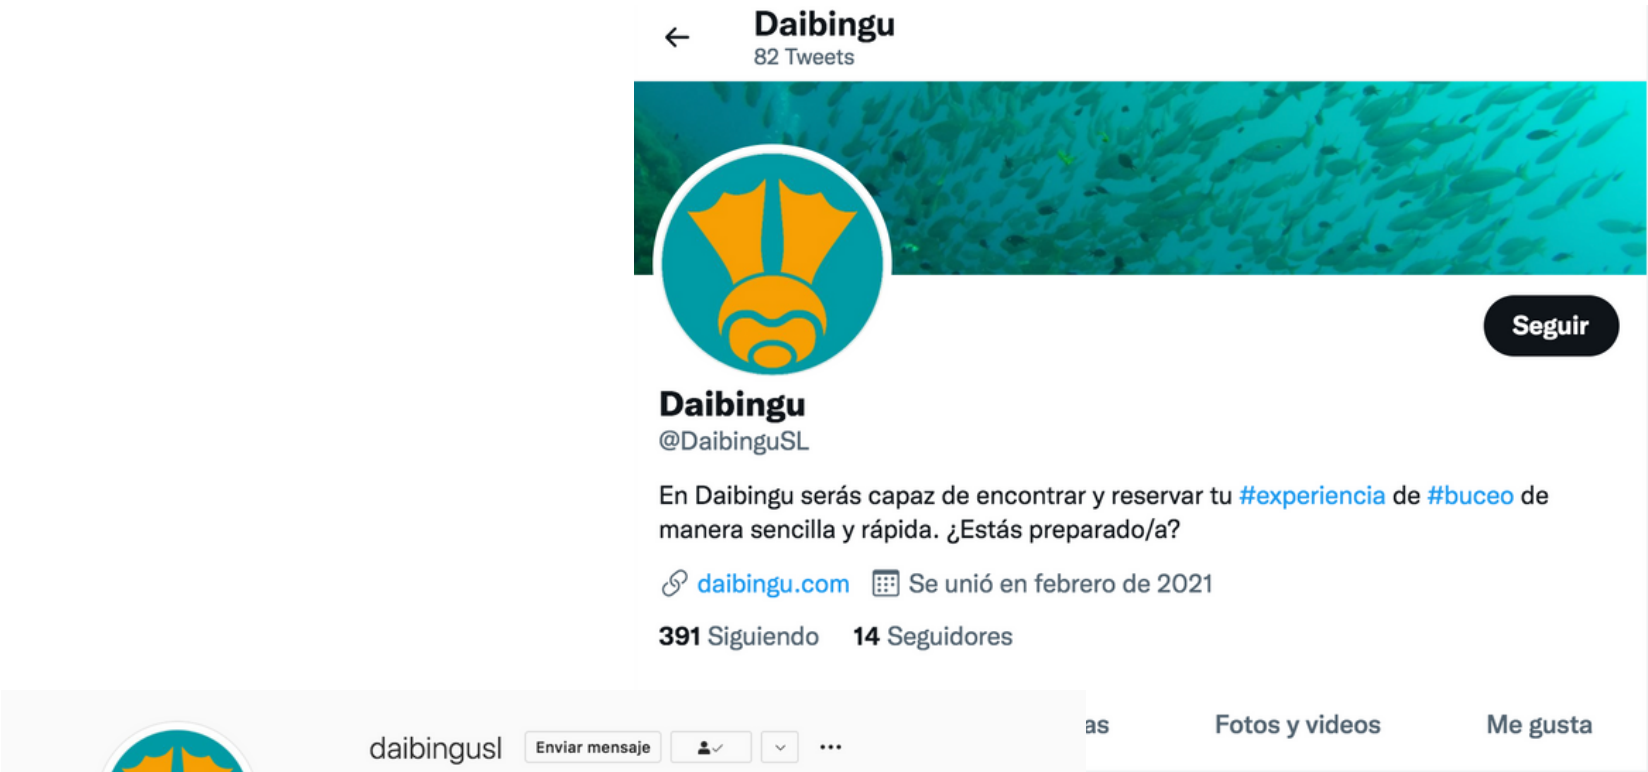 Daibingu
82 Tweets
Seguir
Daibingu
@DaibinguSL
En Daibingu serás capaz de encontrar y reservar tu #experiencia de #buceo de
manera sencilla y rápida. ¿Estás preparado/a?
daibingu.com Se unió en febrero de 2021
391 Siguiendo 14 Seguidores
as Fotos y videos Me gusta
daibingusl Enviar mensaje